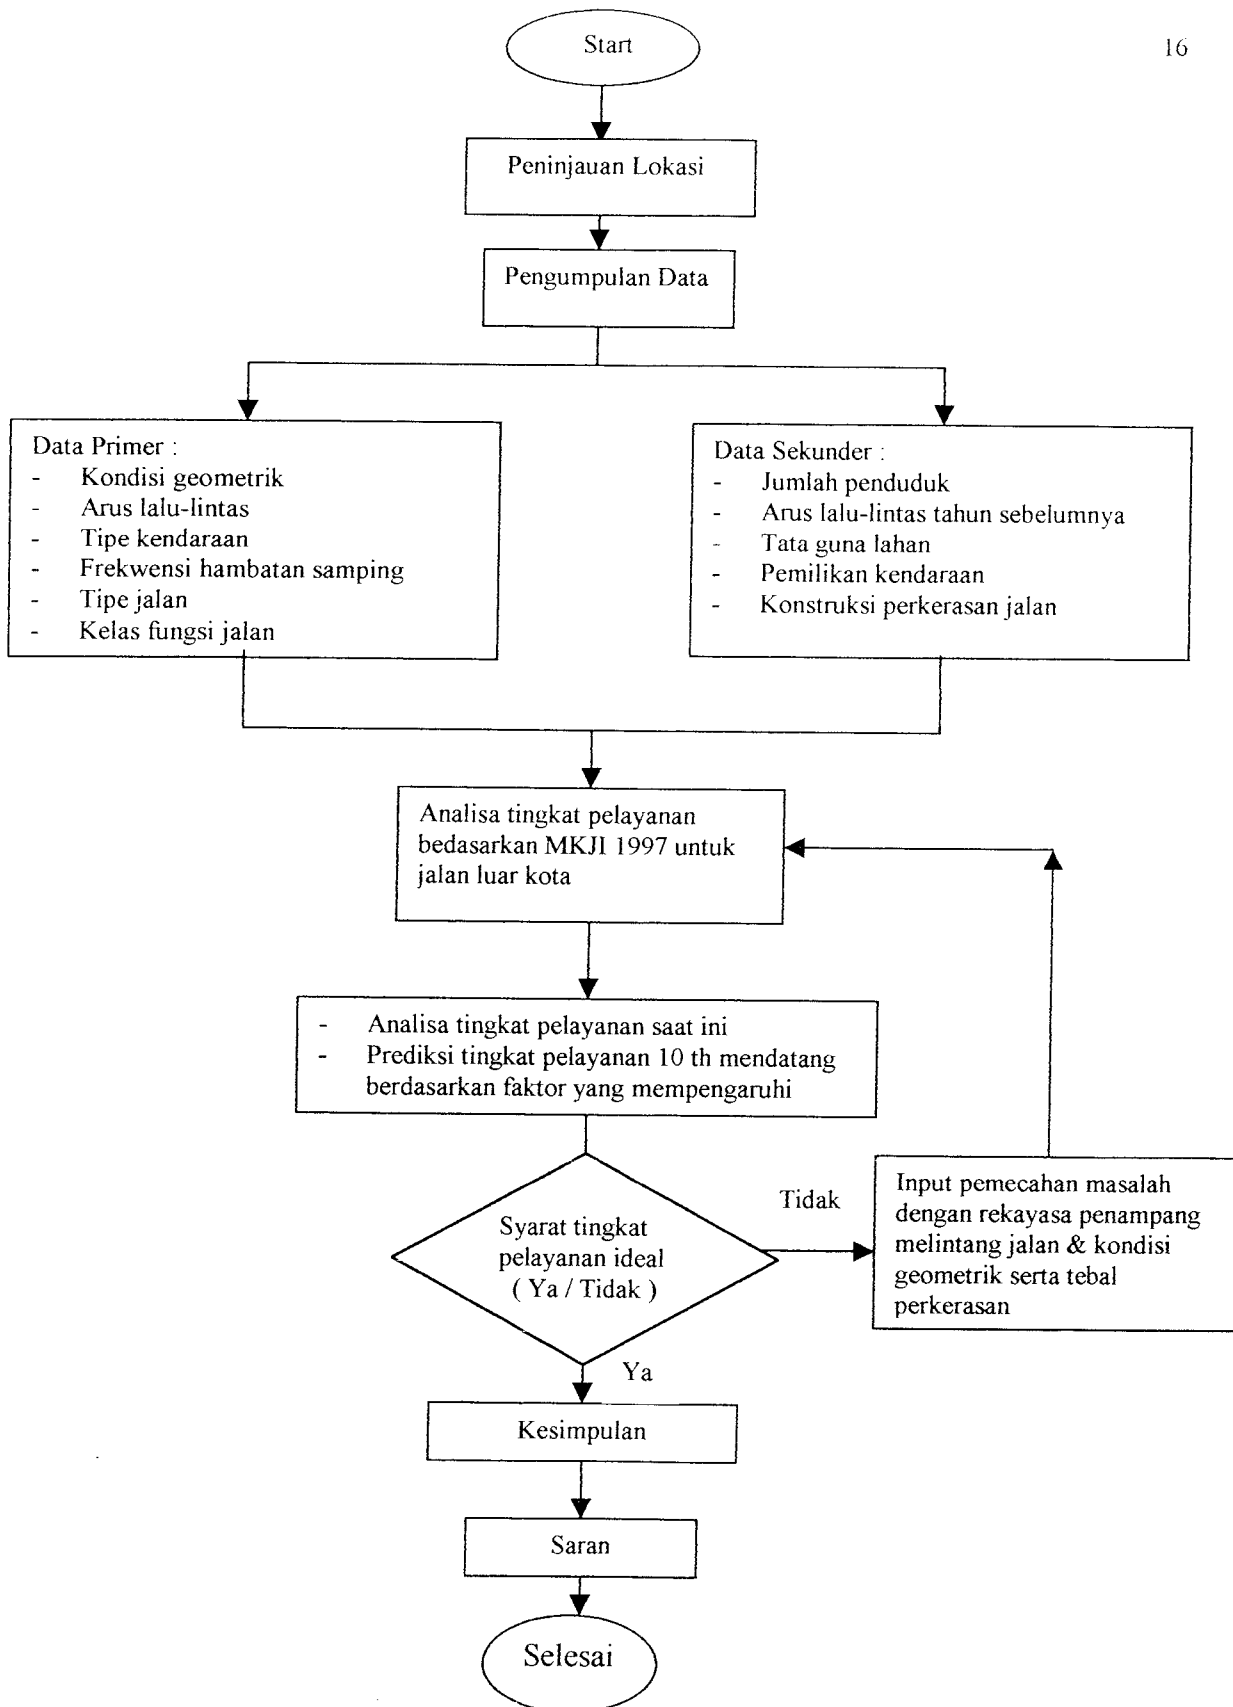 Start
16
Peninjauan Lokasi
Pengumpulan Data
Data Primer :
- Kondisi geometrik
- Arus lalu-lintas
- Tipe kendaraan
- Frekwensi hambatan samping
- Tipe jalan
- Kelas fungsi jalan
Data Sekunder :
- Jumlah penduduk
- Arus lalu-lintas tahun sebelumnya
- Tata guna lahan
- Pemilikan kendaraan
- Konstruksi perkerasan jalan
Analisa tingkat pelayanan
bedasarkan MKJI 1997 untuk
jalan luar kota
- Analisa tingkat pelayanan saat ini
- Prediksi tingkat pelayanan 10 th mendatang
berdasarkan faktor yang mempengaruhi
Syarat tingkat
pelayanan ideal
( Ya / Tidak )
Tidak
Input pemecahan masalah
dengan rekayasa penampang
melintang jalan & kondisi
geometrik serta tebal
perkerasan
Ya
Kesimpulan
Saran
Selesai